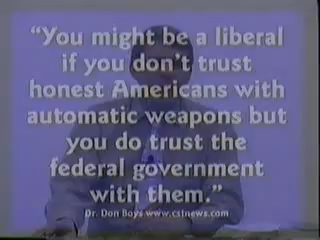 “You might be a liberal
if you don’t trust
honest Americans with
automatic weapons but
you do trust the
federal government
with them.”
Dr. Don Boys www.cstnews.com